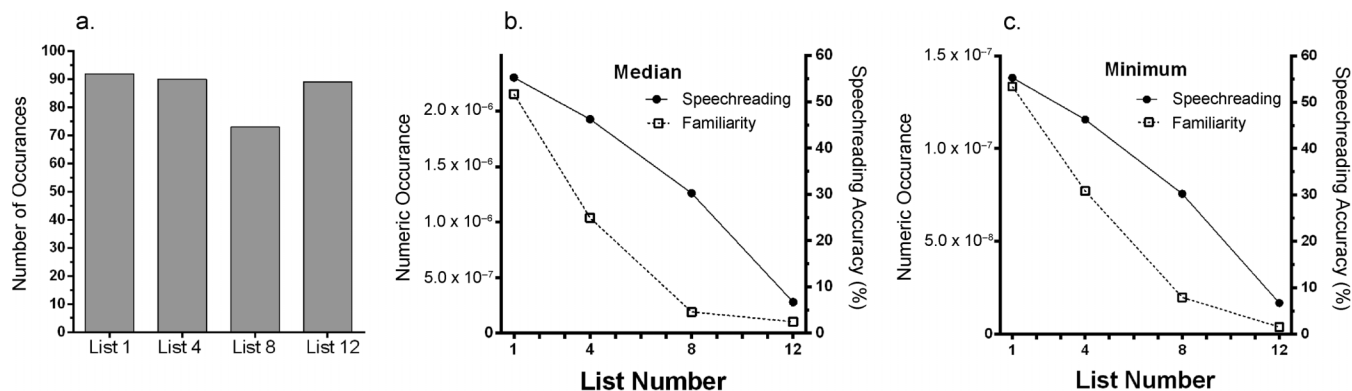 a.
Number of Occurances
100
90
80
70
60
50
40
30
20
10
0
List 1 List 4 List 8 List 12
b.
Median
Speechreading
Familiarity
Numeric Occurance
2.0 x 10⁻⁶
1.5 x 10⁻⁶
1.0 x 10⁻⁶
5.0 x 10⁻⁷
0
Speechreading Accuracy (%)
60
50
40
30
20
10
0
1 4 8 12
List Number
c.
Minimum
Speechreading
Familiarity
Numeric Occurance
1.5 x 10⁻⁷
1.0 x 10⁻⁷
5.0 x 10⁻⁸
0
Speechreading Accuracy (%)
60
50
40
30
20
10
0
1 4 8 12
List Number